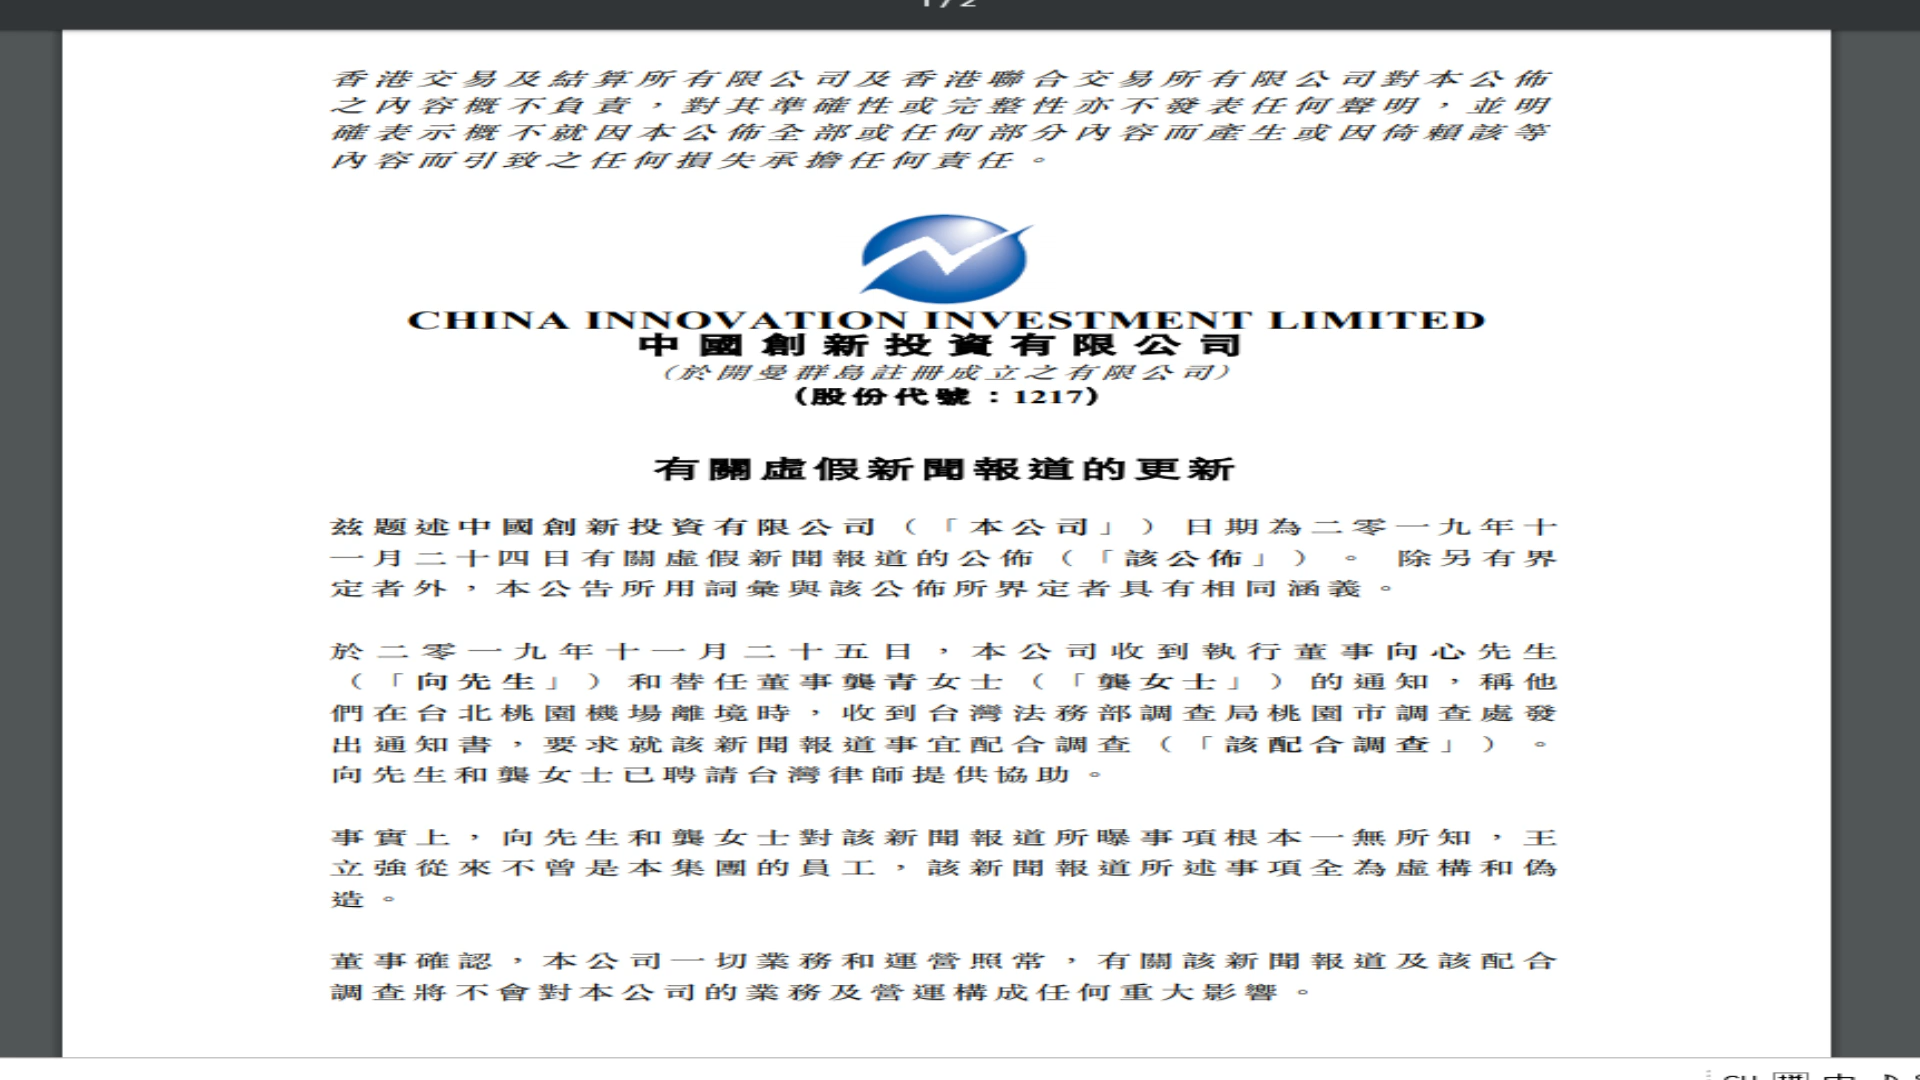 香港交易及結算所有限公司及香港聯合交易所有限公司對本公佈
之內容概不負責，對其準確性或完整性亦不發表任何聲明，並明
確表示概不就因本公佈全部或任何部分內容而產生或因倚賴該等
內容而引致之任何損失承擔任何責任。
CHINA INNOVATION INVESTMENT LIMITED
中國創新投資有限公司
（於開曼群島註冊成立之有限公司）
(股份代號：1217)
有關虛假新聞報道的更新
茲題述中國創新投資有限公司（「本公司」）日期為二零一九年十
一月二十四日有關虛假新聞報道的公佈（「該公佈」）。 除另有界
定者外，本公告所用詞彙與該公佈所界定者具有相同涵義。
於二零一九年十一月二十五日，本公司收到執行董事向心先生
（「向先生」）和替任董事龔青女士（「龔女士」）的通知，稱他
們在台北桃園機場離境時，收到台灣法務部調查局桃園市調查處發
出通知書，要求就該新聞報道事宜配合調查（「該配合調查」）。
向先生和龔女士已聘請台灣律師提供協助。
事實上，向先生和龔女士對該新聞報道所曝事項根本一無所知，王
立強從來不曾是本集團的員工，該新聞報道所述事項全為虛構和偽
造。
董事確認，本公司一切業務和運營照常，有關該新聞報道及該配合
調查將不會對本公司的業務及營運構成任何重大影響。